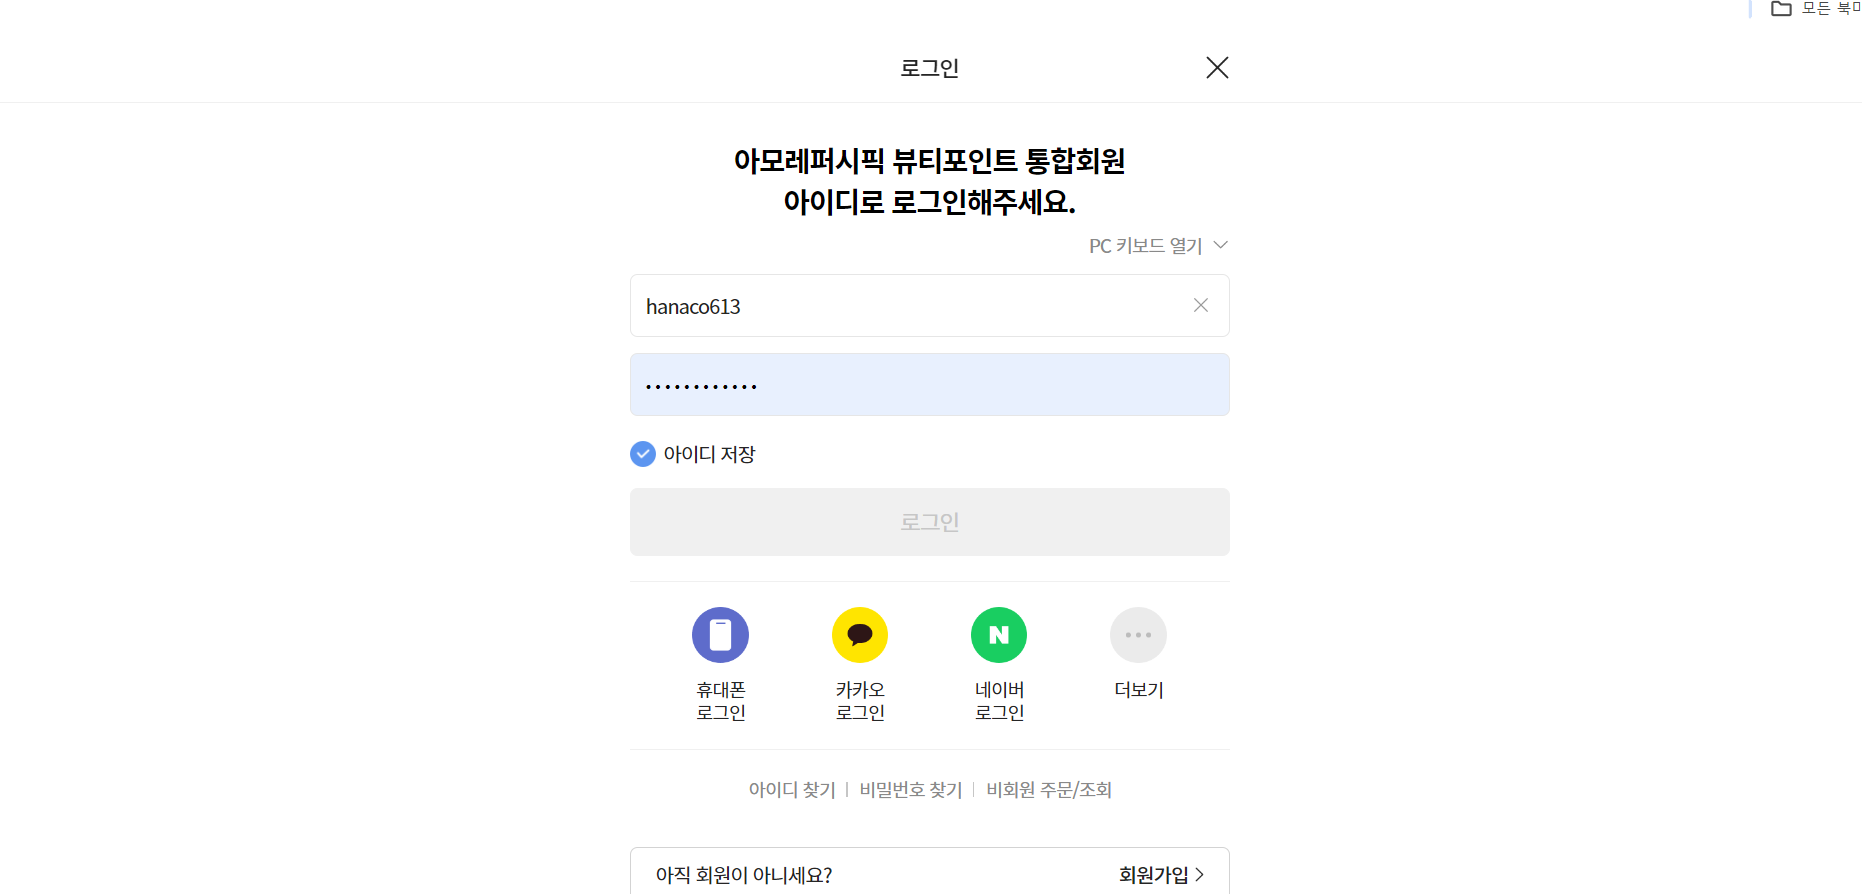 모든
로그인
아모레퍼시픽 뷰티포인트 통합회원
아이디로 로그인해주세요.
PC 키보드 열기
hanaco613
••••••••••••
아이디 저장
로그인
휴대폰
로그인
카카오
로그인
N
네이버
로그인
더보기
아이디 찾기 | 비밀번호 찾기 | 비회원 주문/조회
아직 회원이 아니세요? 회원가입 >